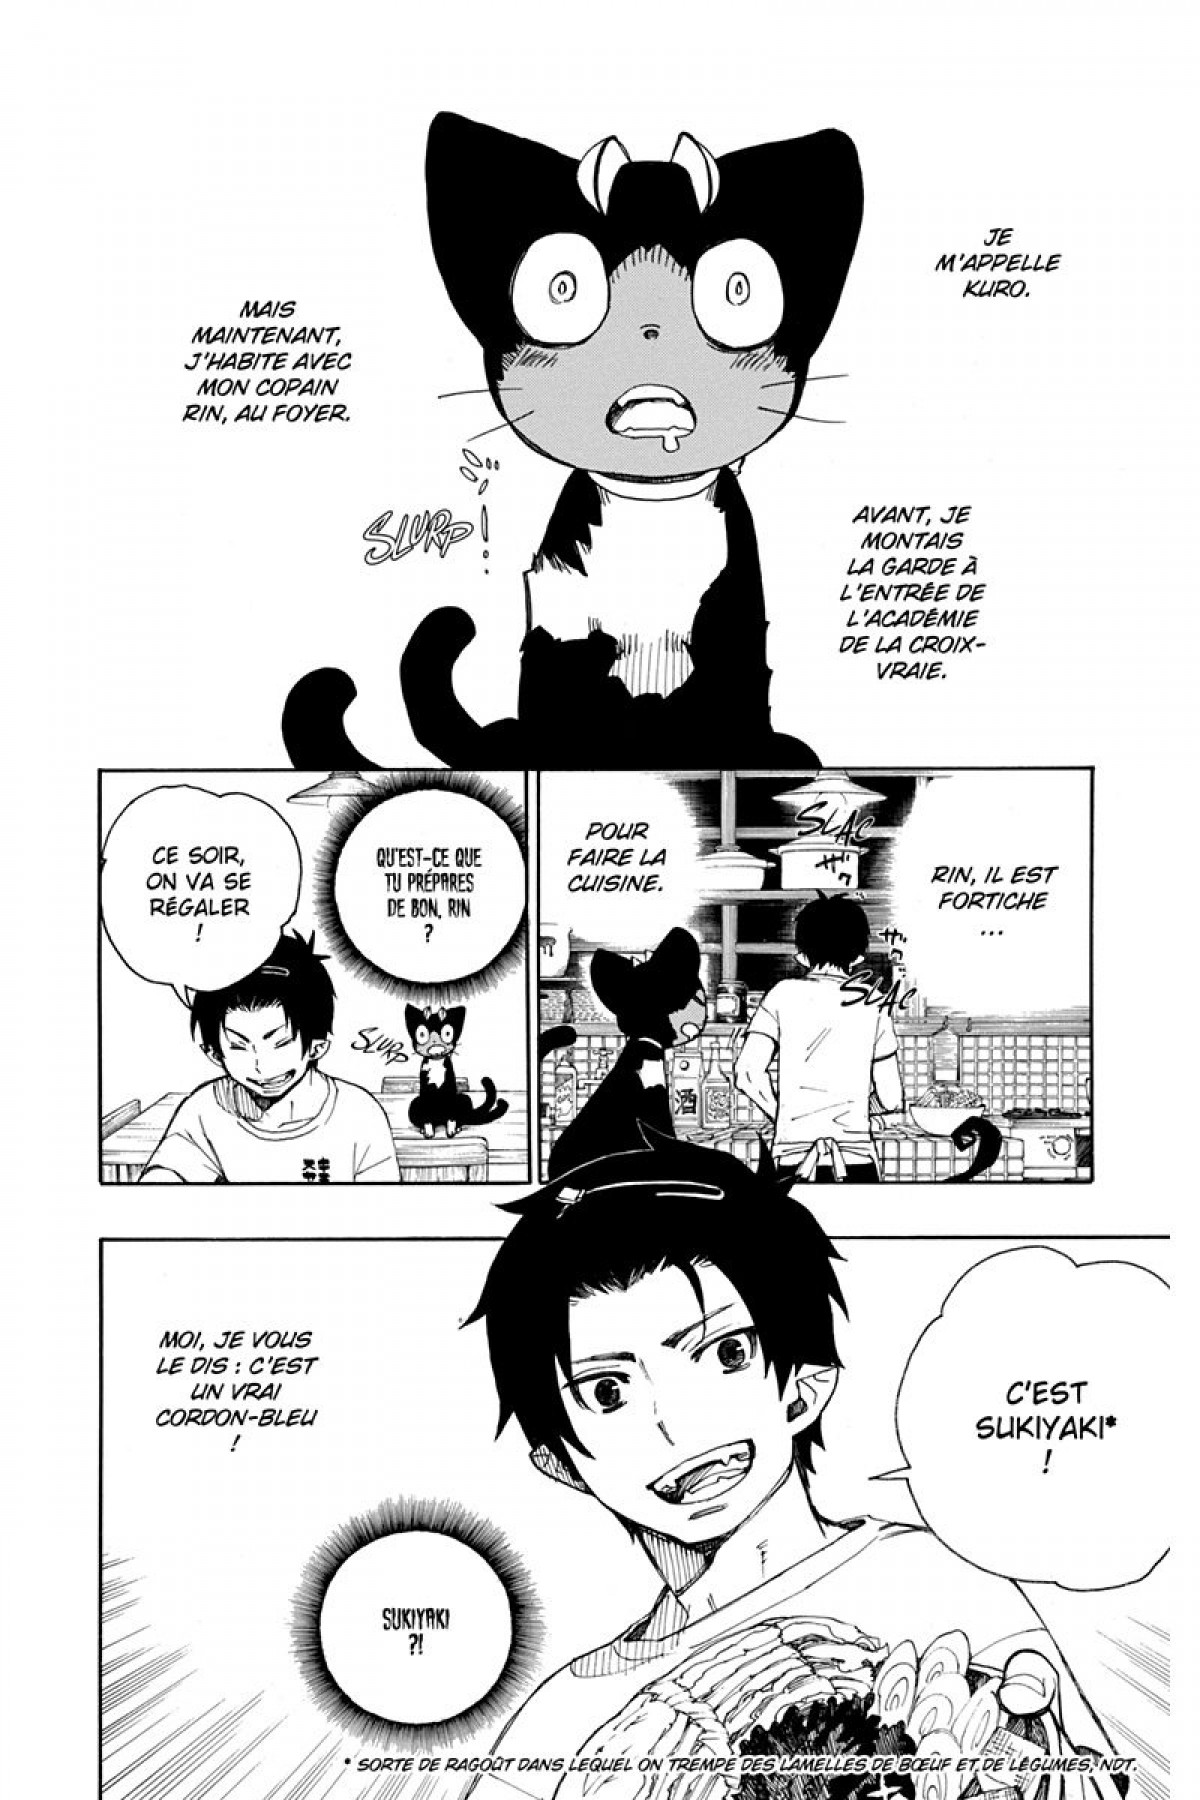 JE
M'APPELLE
KURO.
AVANT, JE
MONTAIS
LA GARDE À
L'ENTRÉE DE
L'ACADÉMIE
DE LA CROIX-
VRAIE.
MAIS
MAINTENANT,
J'HABITE AVEC
MON COPAIN
RIN, AU FOYER.
SLURP!
CE SOIR,
ON VA SE
RÉGALER
!
QU'EST-CE QUE
TU PRÉPARES
DE BON, RIN
?
SLURP
POUR
FAIRE LA
CUISINE.
SLAC
RIN, IL EST
FORTICHE
...
SLAC
酒
MOI, JE VOUS
LE DIS : C'EST
UN VRAI
CORDON-BLEU
!
C'EST
SUKIYAKI*
!
SUKIYAKI
?!
* SORTE DE RAGOÛT DANS LEQUEL ON TREMPE DES LAMELLES DE BŒUF ET DE LÉGUMES, NDT.